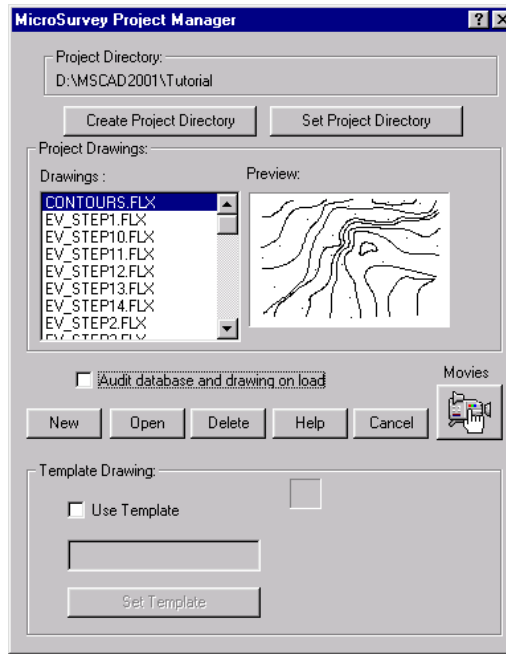 MicroSurvey Project Manager
Project Directory:
D:\MSCAD2001\Tutorial
Create Project Directory
Set Project Directory
Project Drawings:
Drawings :
Preview:
CONTOURS.FLX
EV_STEP1.FLX
EV_STEP10.FLX
EV_STEP11.FLX
EV_STEP12.FLX
EV_STEP13.FLX
EV_STEP14.FLX
EV_STEP2.FLX
Audit database and drawing on load
Movies
New
Open
Delete
Help
Cancel
Template Drawing:
Use Template
Set Template